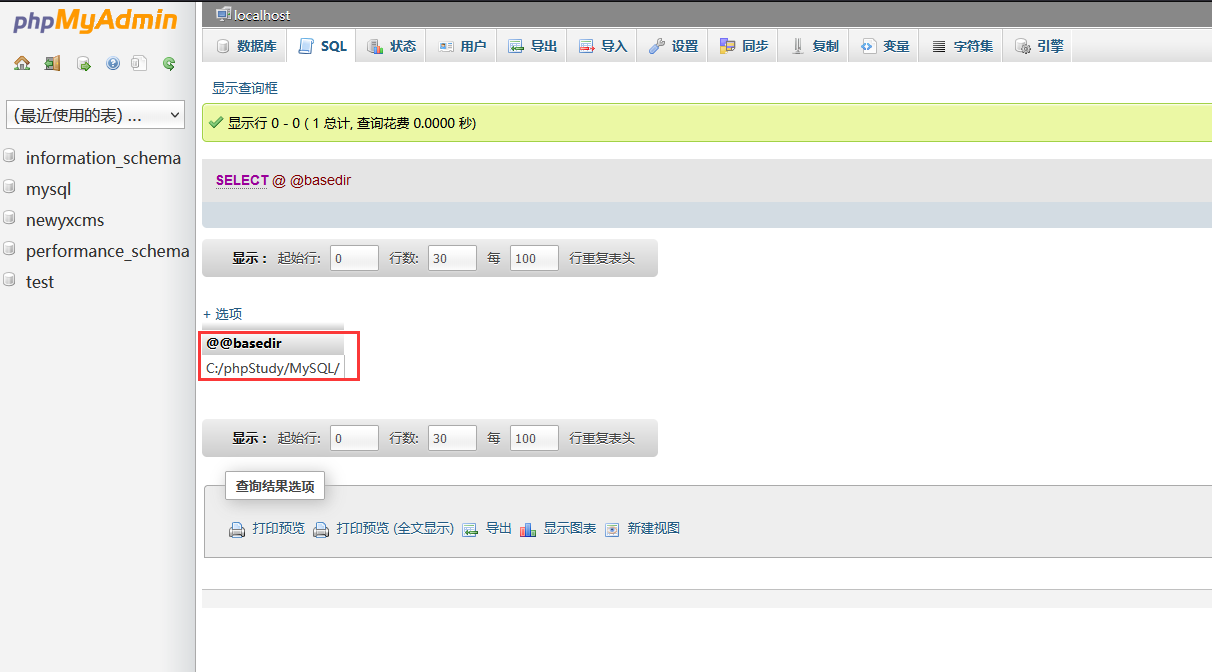 phpMyAdmin
(最近使用的表) ...
information_schema
mysql
newyxcms
performance_schema
test
localhost
数据库 SQL 状态 用户 导出 导入 设置 同步 复制 变量 字符集 引擎
显示查询框
显示行 0 - 0 ( 1 总计, 查询花费 0.0000 秒)
SELECT @ @basedir
显示 : 起始行: 0 行数: 30 每 100 行重复表头
+ 选项
@@basedir
C:/phpStudy/MySQL/
显示 : 起始行: 0 行数: 30 每 100 行重复表头
查询结果选项
打印预览 打印预览 (全文显示) 导出 显示图表 新建视图